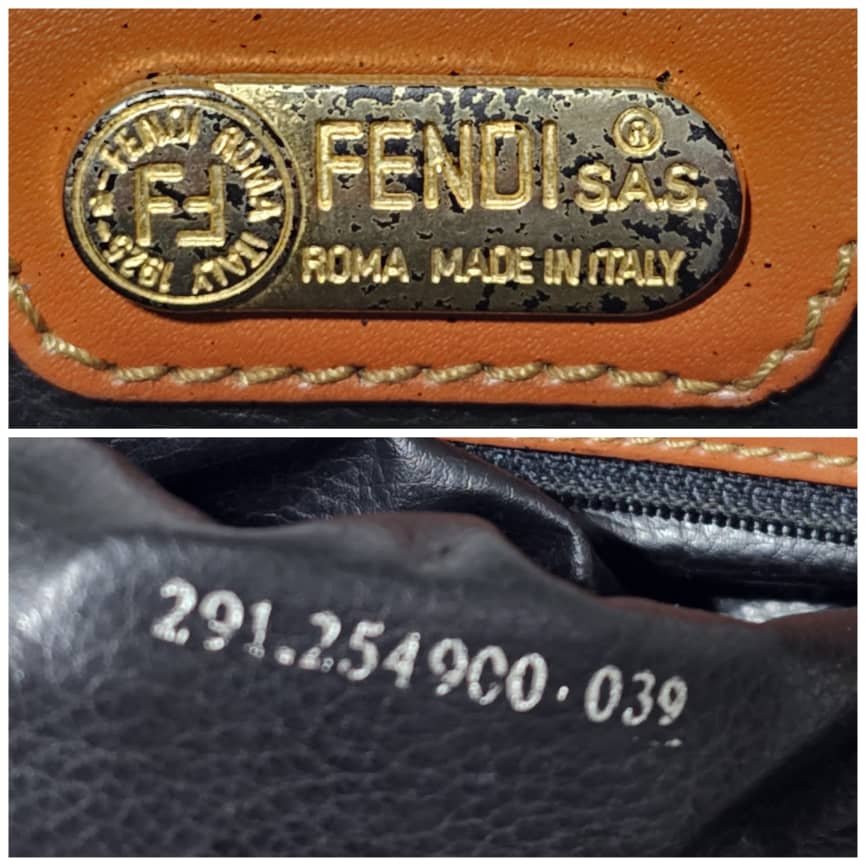 FENDI ROMA ITALY 1925
FF
FENDI ® S.A.S.
ROMA MADE IN ITALY
291.254900.039